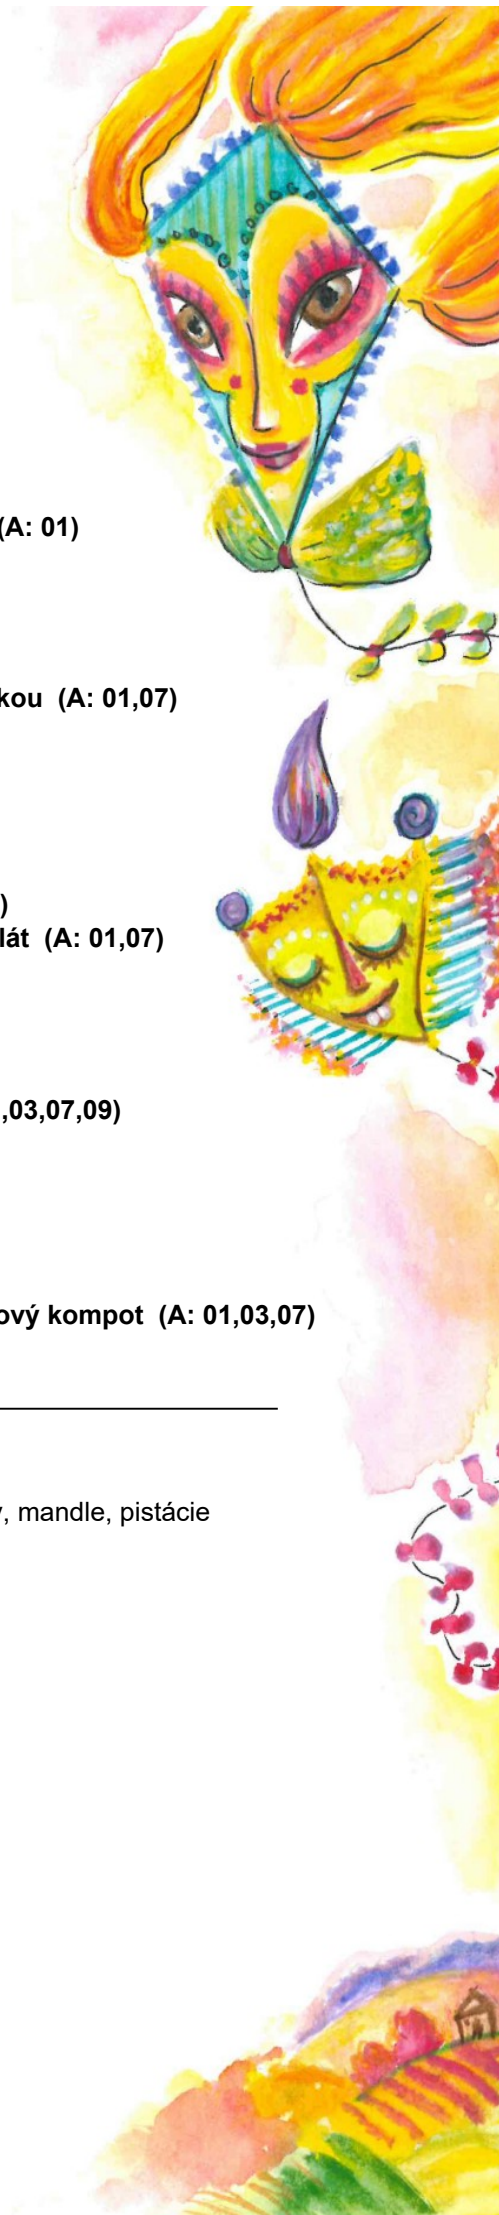 (A: 01)
kou (A: 01,07)
)
lát (A: 01,07)
,03,07,09)
ový kompot (A: 01,03,07)
, mandle, pistácie